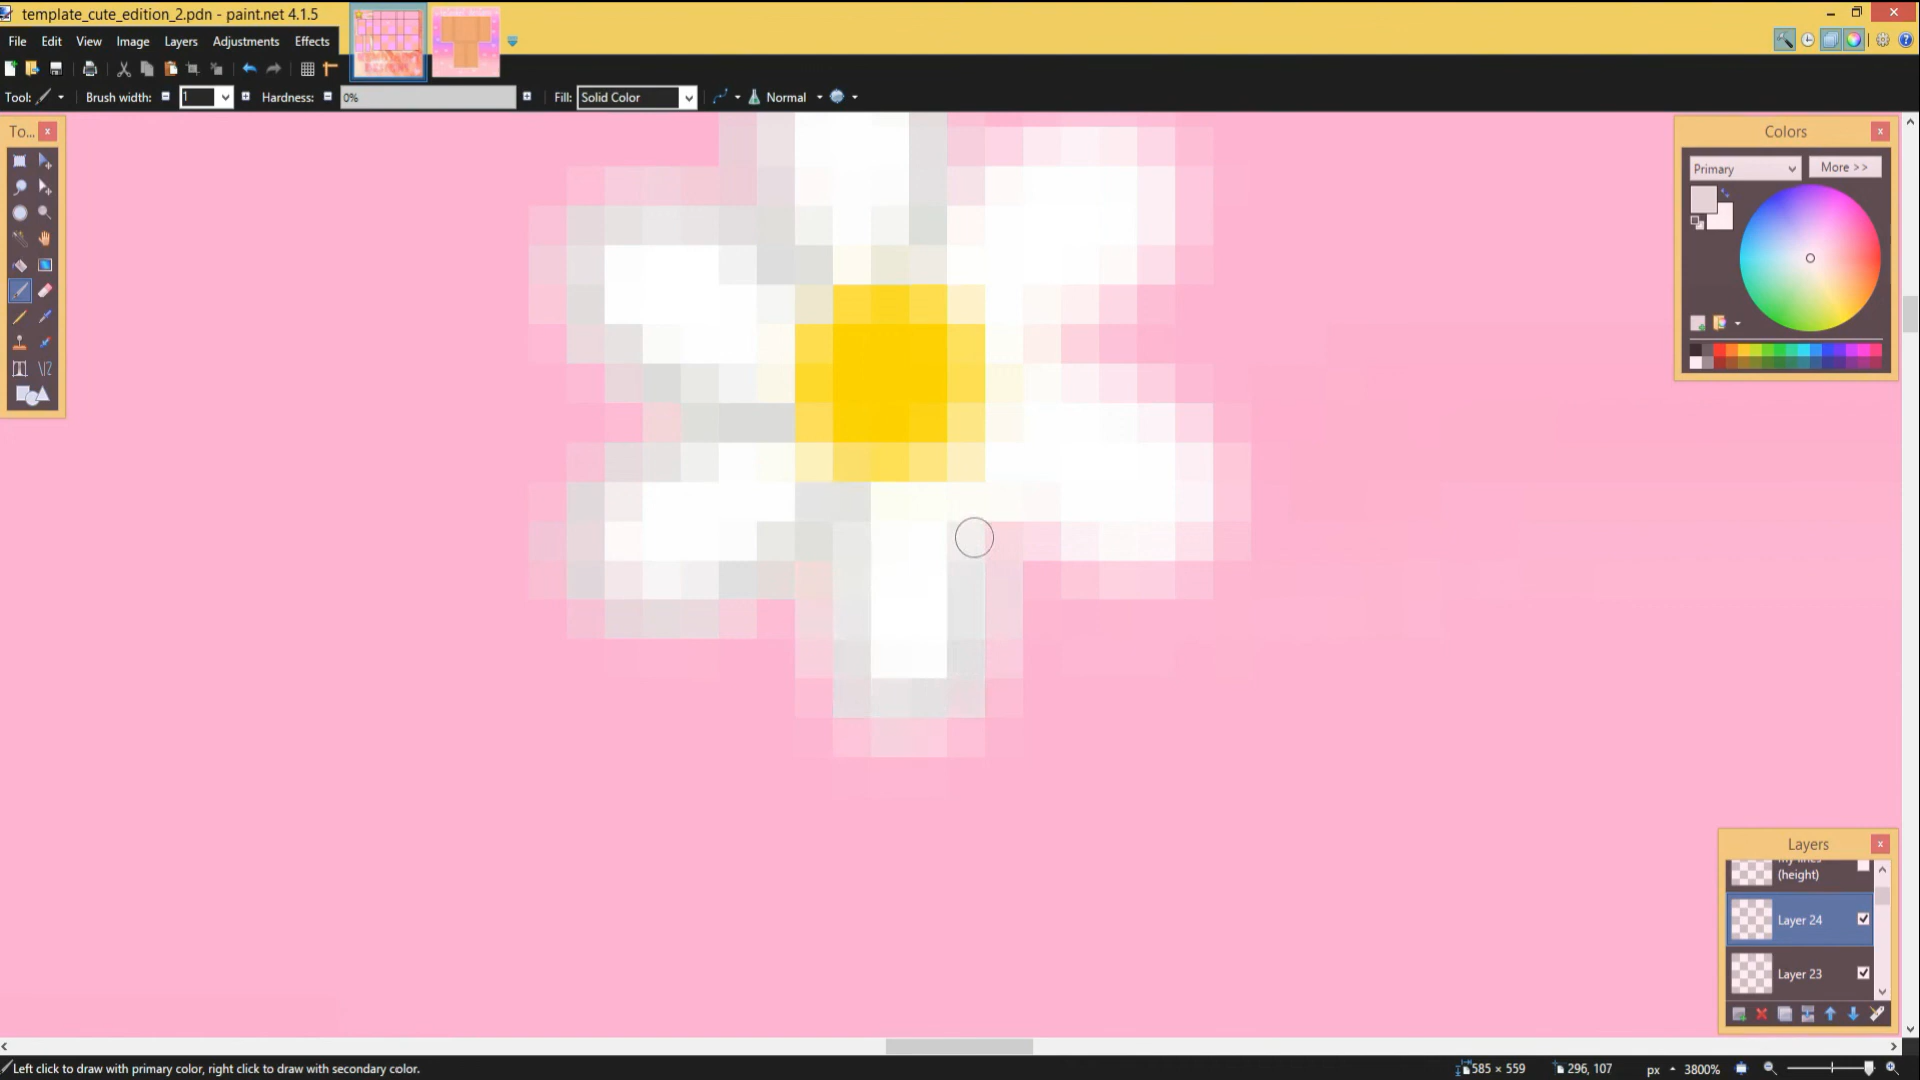 template_cute_edition_2.pdn - paint.net 4.1.5
File Edit View Image Layers Adjustments Effects
Tool: Brush width: 1 Hardness: 0% Fill: Solid Color Normal
To...
Colors
Primary
More >>
Layers
(height)
Layer 24
Layer 23
Left click to draw with primary color, right click to draw with secondary color.
585 × 559
296, 107
px
3800%